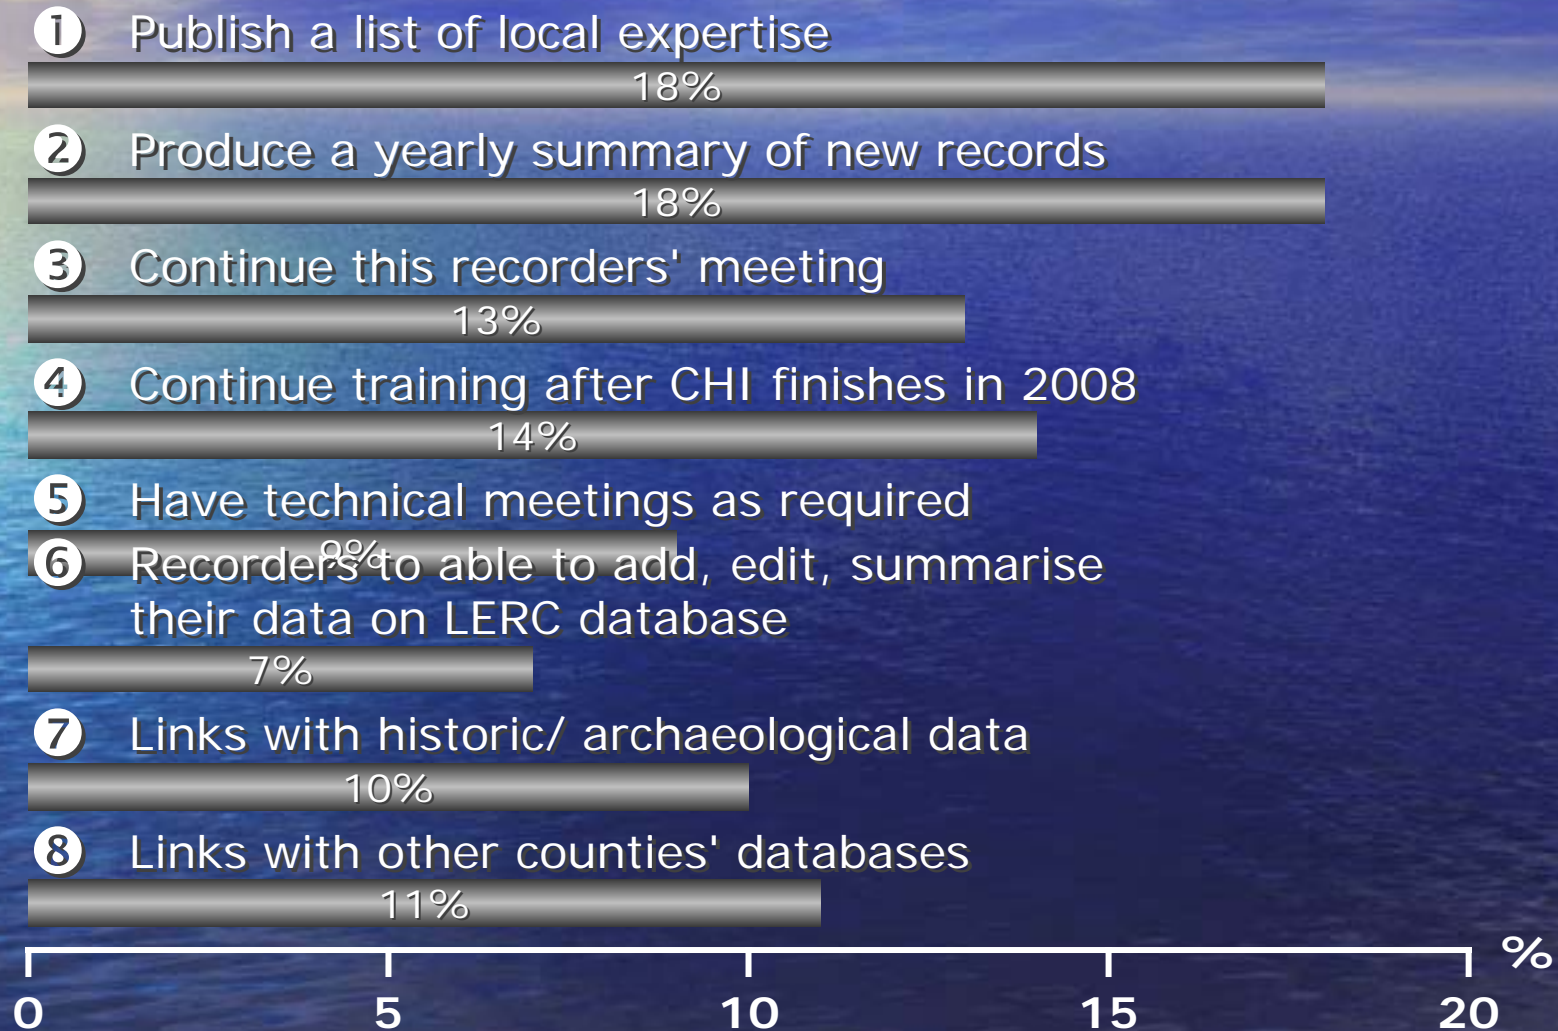 1 Publish a list of local expertise
18%
2 Produce a yearly summary of new records
18%
3 Continue this recorders' meeting
13%
4 Continue training after CHI finishes in 2008
14%
5 Have technical meetings as required
9%
6 Recorders to able to add, edit, summarise
their data on LERC database
7%
7 Links with historic/ archaeological data
10%
8 Links with other counties' databases
11%
%
0 5 10 15 20